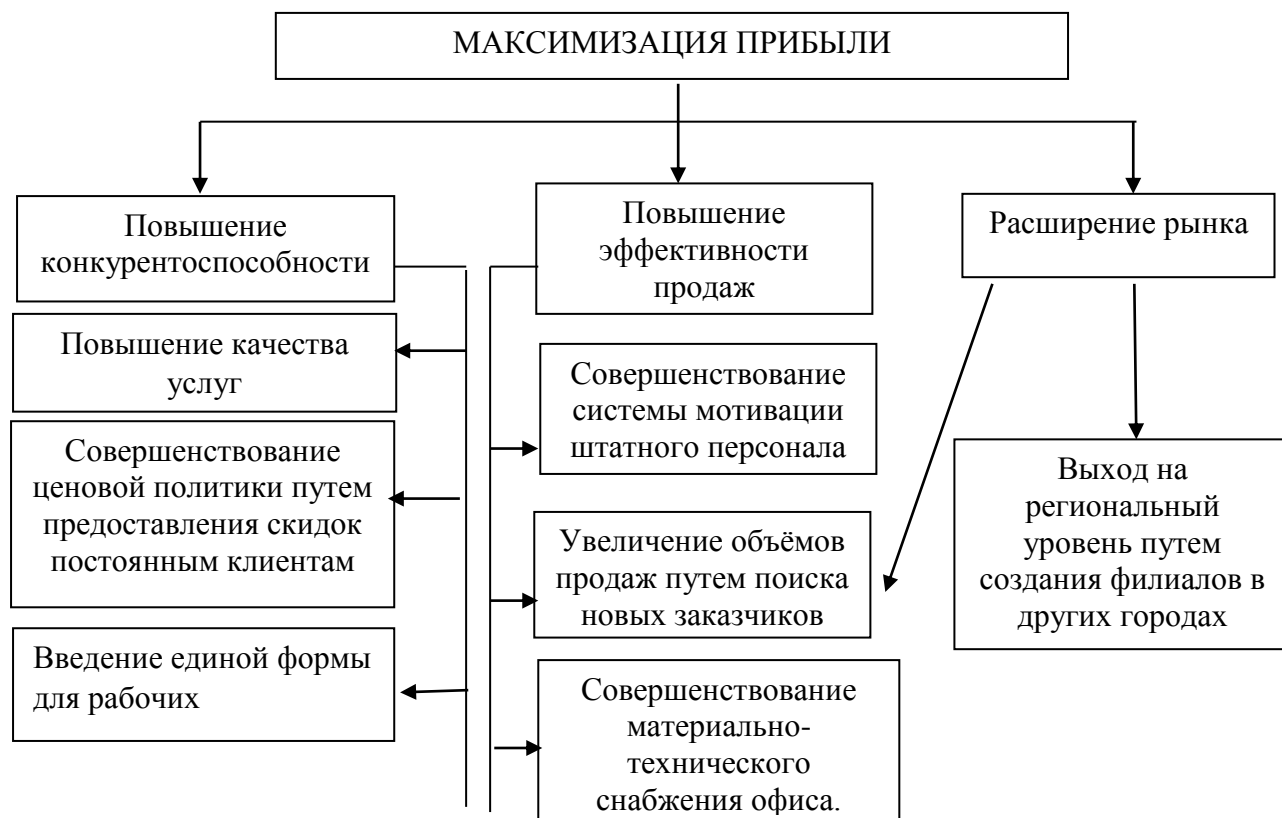 МАКСИМИЗАЦИЯ ПРИБЫЛИ
Повышение
конкурентоспособности
Повышение
эффективности
продаж
Расширение рынка
Повышение качества
услуг
Совершенствование
ценовой политики путем
предоставления скидок
постоянным клиентам
Введение единой формы
для рабочих
Совершенствование
системы мотивации
штатного персонала
Увеличение объёмов
продаж путем поиска
новых заказчиков
Совершенствование
материально-
технического
снабжения офиса.
Выход на
региональный
уровень путем
создания филиалов в
других городах